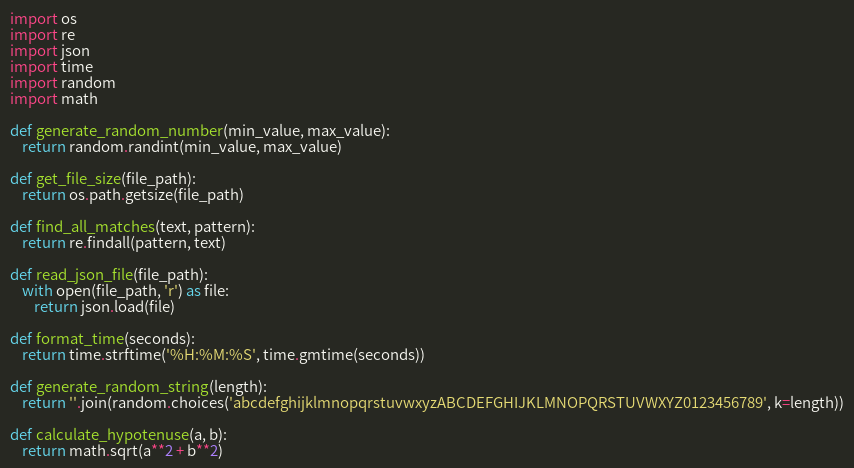 import os
import re
import json
import time
import random
import math

def generate_random_number(min_value, max_value):
    return random.randint(min_value, max_value)

def get_file_size(file_path):
    return os.path.getsize(file_path)

def find_all_matches(text, pattern):
    return re.findall(pattern, text)

def read_json_file(file_path):
    with open(file_path, 'r') as file:
        return json.load(file)

def format_time(seconds):
    return time.strftime('%H:%M:%S', time.gmtime(seconds))

def generate_random_string(length):
    return ''.join(random.choices('abcdefghijklmnopqrstuvwxyzABCDEFGHIJKLMNOPQRSTUVWXYZ0123456789', k=length))

def calculate_hypotenuse(a, b):
    return math.sqrt(a**2 + b**2)